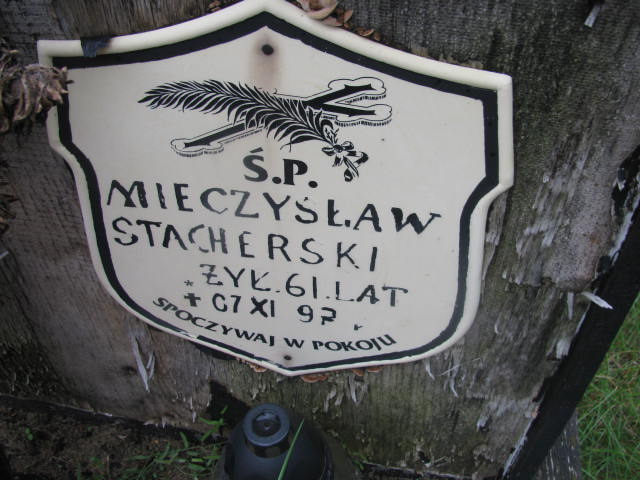 Ś.P.
MIECZYSŁAW
STACHERSKI
ŻYŁ. 61. LAT
+ 07 XI 97
SPOCZYWAJ W POKOJU